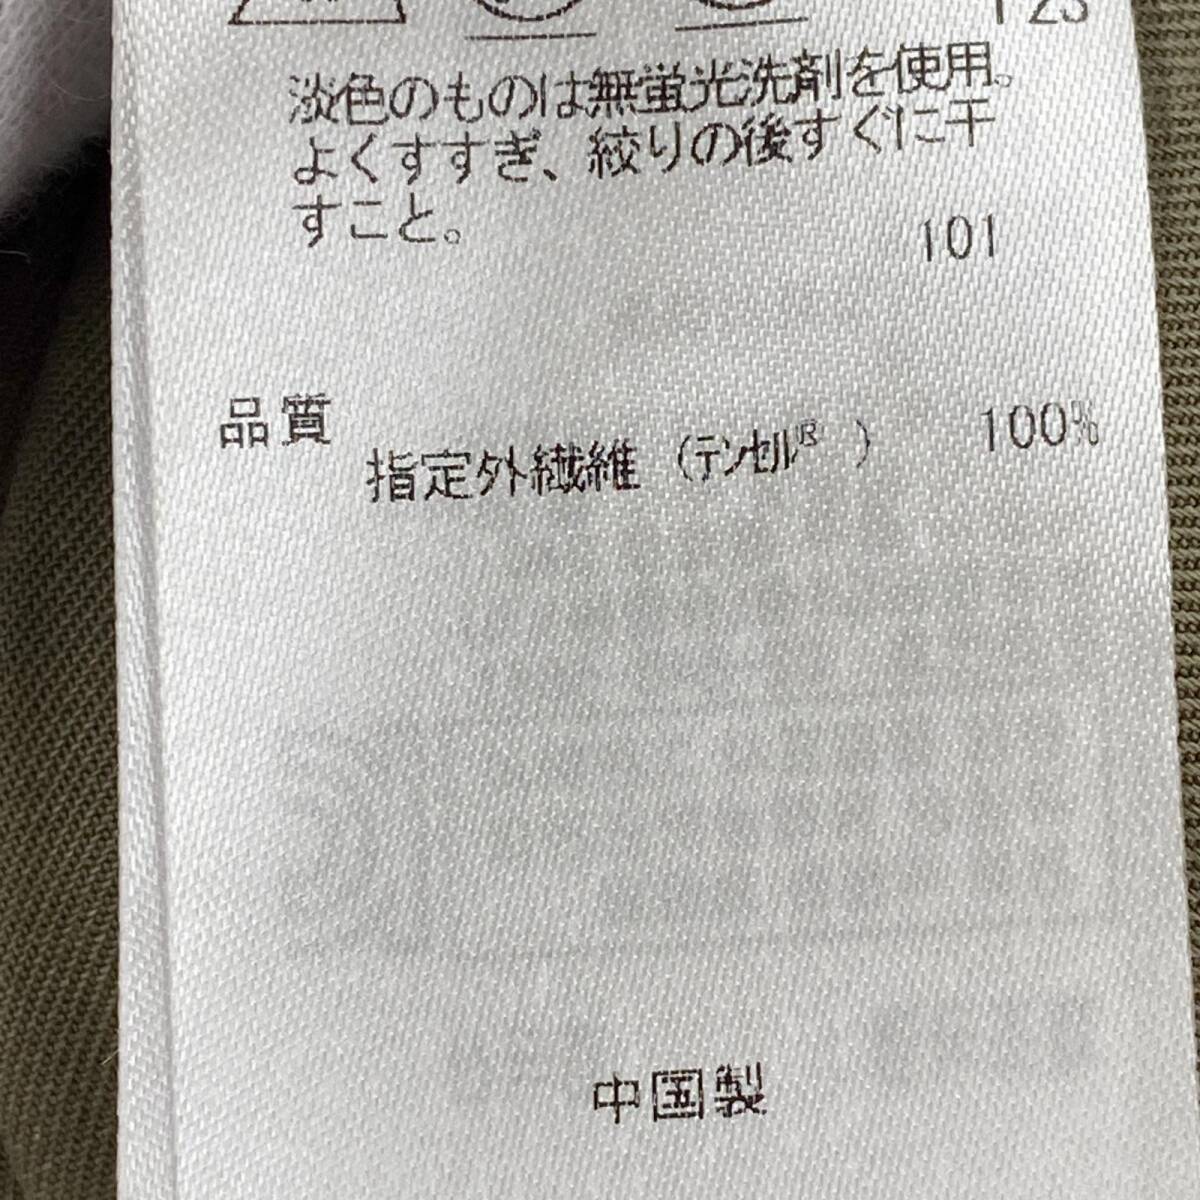 淡色のものは無蛍光洗剤を使用。
よくすすぎ、絞りの後すぐに干
すこと。
101
品質
指定外繊維（テンセル®） 100%
中国製